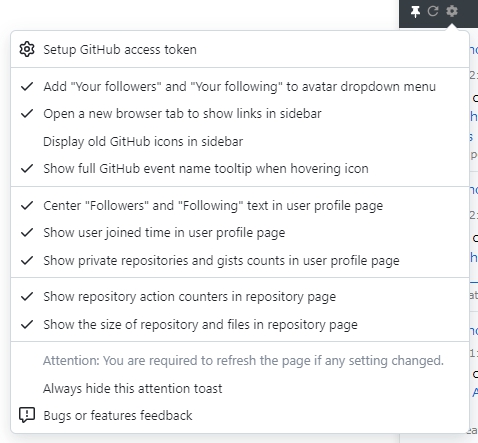 Setup GitHub access token
Add "Your followers" and "Your following" to avatar dropdown menu
Open a new browser tab to show links in sidebar
Display old GitHub icons in sidebar
Show full GitHub event name tooltip when hovering icon
Center "Followers" and "Following" text in user profile page
Show user joined time in user profile page
Show private repositories and gists counts in user profile page
Show repository action counters in repository page
Show the size of repository and files in repository page
Attention: You are required to refresh the page if any setting changed.
Always hide this attention toast
Bugs or features feedback